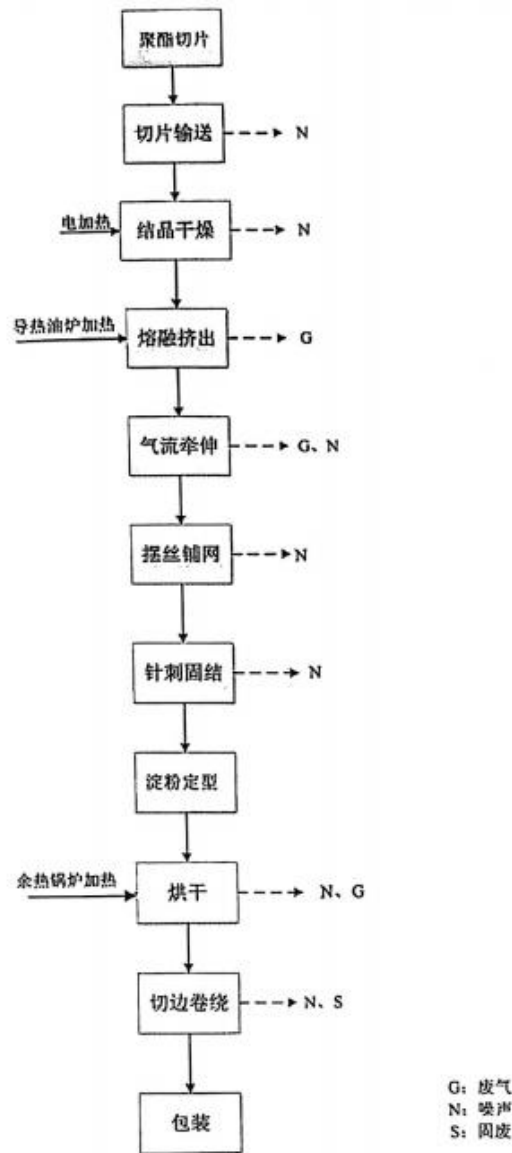 聚酯切片
切片输送 N
电加热 结晶干燥 N
导热油炉加热 熔融挤出 G
气流牵伸 G、N
摆丝铺网 N
针刺固结 N
淀粉定型
余热锅炉加热 烘干 N、G
切边卷绕 N、S
包装
G：废气
N：噪声
S：固废